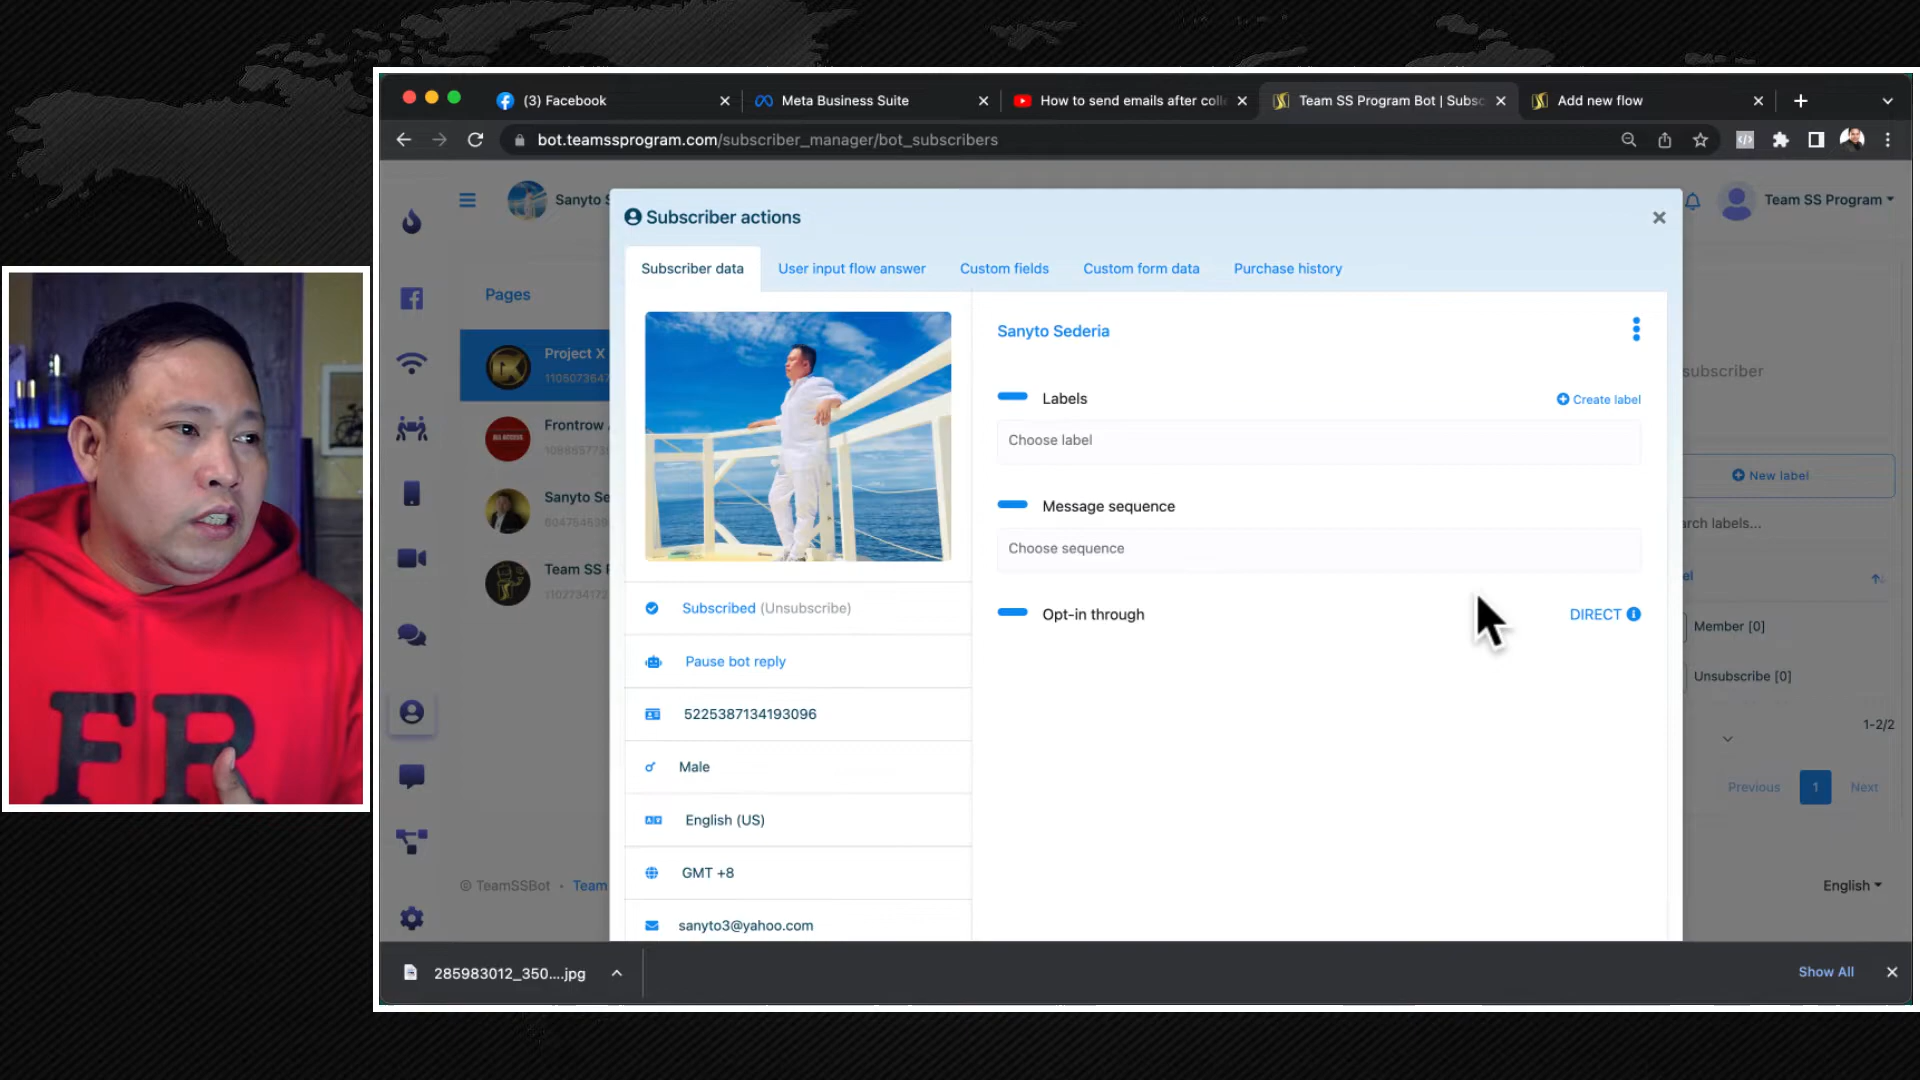 (3) Facebook
Meta Business Suite
How to send emails after coll
Team SS Program Bot | Subsc
Add new flow
bot.teamssprogram.com/subscriber_manager/bot_subscribers
Sanyto S
Team SS Program
Subscriber actions
Subscriber data
User input flow answer
Custom fields
Custom form data
Purchase history
Pages
Project X
1105073647
Frontrow
Sanyto Se
Team SS P
Sanyto Sederia
Labels
Create label
Choose label
Message sequence
Choose sequence
Opt-in through
DIRECT
Subscribed (Unsubscribe)
Pause bot reply
5225387134193096
Male
English (US)
GMT +8
sanyto3@yahoo.com
subscriber
New label
rch labels...
el
Member [0]
Unsubscribe [0]
1-2/2
Previous
1
Next
© TeamSSBot • Team
English
285983012_350....jpg
Show All
FR